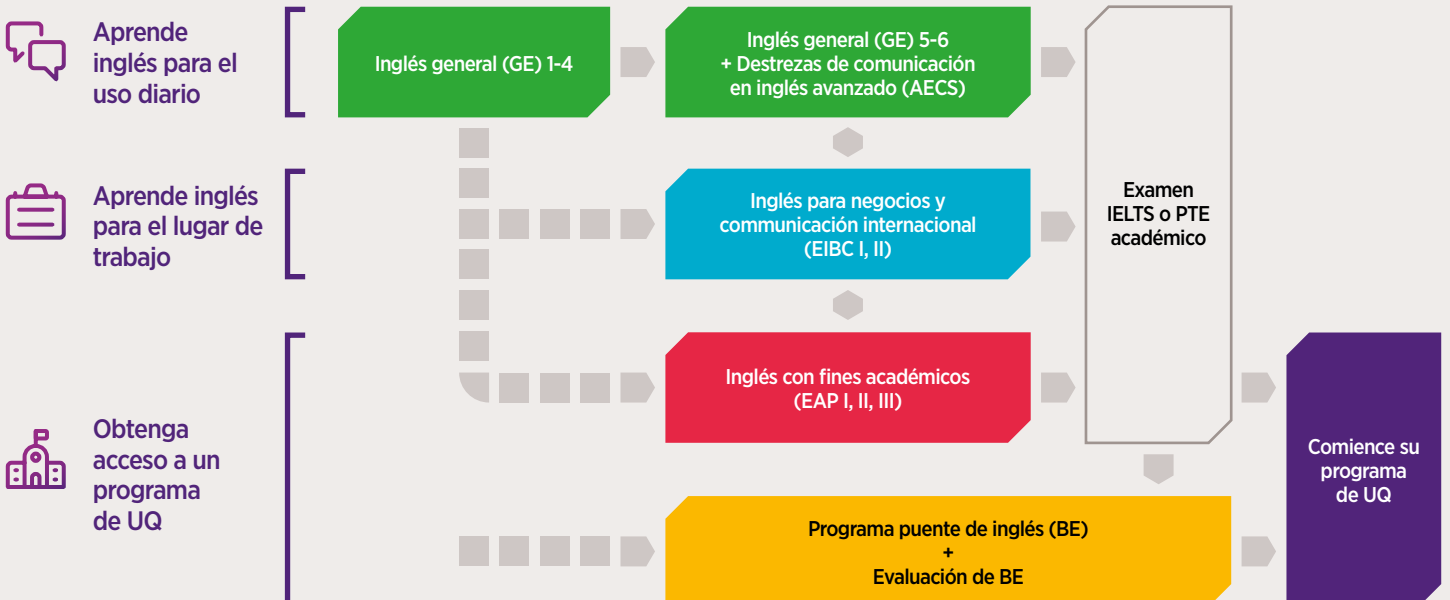 Aprende
inglés para el
uso diario
Inglés general (GE) 1-4
Inglés general (GE) 5-6
+ Destrezas de comunicación
en inglés avanzado (AECS)
Aprende inglés
para el lugar de
trabajo
Inglés para negocios y
communicación internacional
(EIBC I, II)
Examen
IELTS o PTE
académico
Obtenga
acceso a un
programa
de UQ
Inglés con fines académicos
(EAP I, II, III)
Programa puente de inglés (BE)
+
Evaluación de BE
Comience su
programa
de UQ